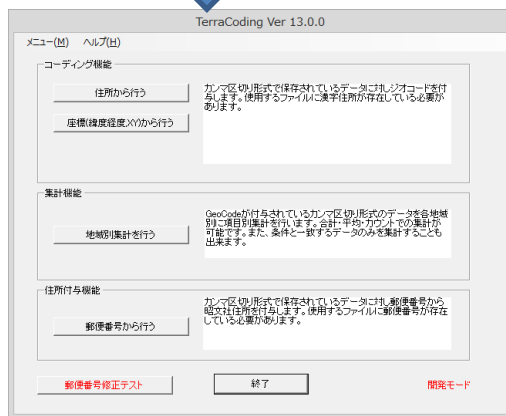 TerraCoding Ver 13.0.0
メニュー(M) ヘルプ(H)
コーディング機能
住所から行う
カンマ区切り形式で保存されているデータに対しジオコードを付
与します。使用するファイルに漢字住所が存在している必要が
あります。
座標(緯度経度,XY)から行う
集計機能
地域別集計を行う
GeoCodeが付与されているカンマ区切り形式のデータを各地域
別に項目別集計を行います。合計・平均・カウントでの集計が
可能です。また、条件と一致するデータのみを集計することも
出来ます。
住所付与機能
郵便番号から行う
カンマ区切り形式で保存されているデータに対し郵便番号から
昭文社住所を付与します。使用するファイルに郵便番号が存在
している必要があります。
郵便番号修正テスト
終了
開発モード